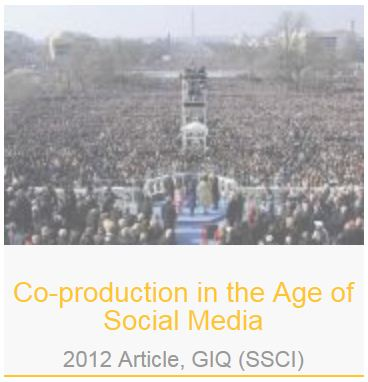 Co-production in the Age of
Social Media
2012 Article, GIQ (SSCI)